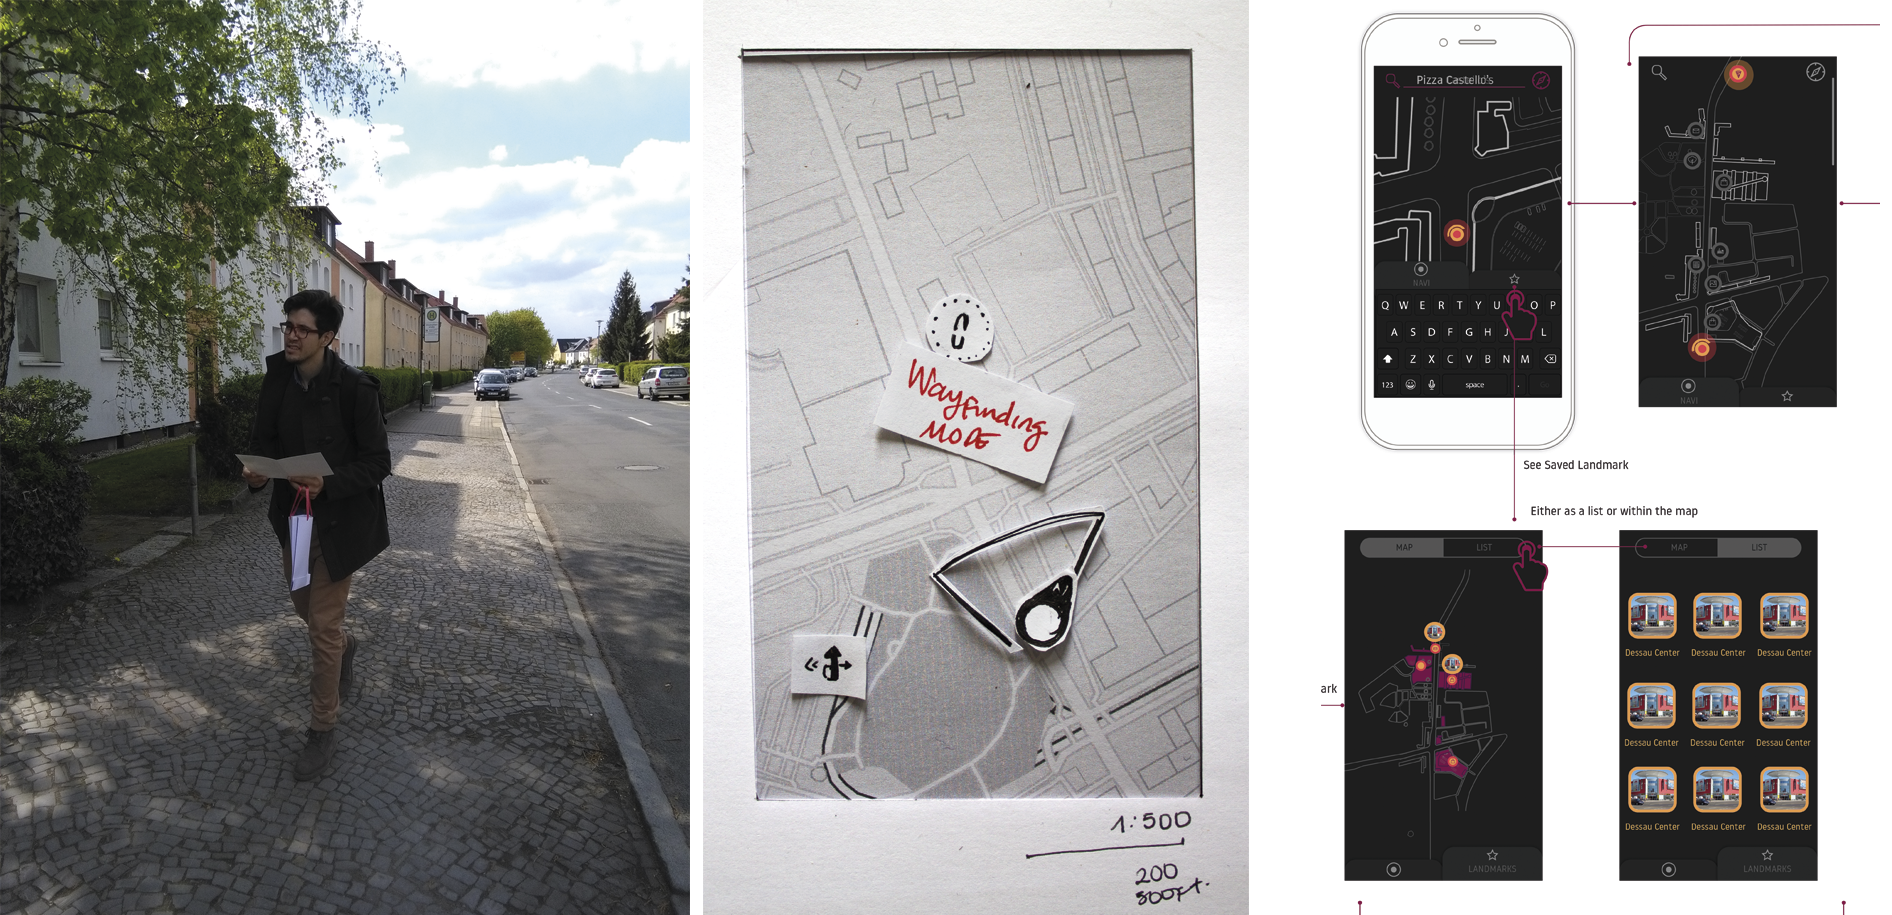 Wayfinding
MODE
1:500
200
500ft.
Pizza Castello's
NAVI
Q W E R T Y U O P
A S D F G H J L
Z X C V B N M
123
space
.
NAVI
See Saved Landmark
Either as a list or within the map
MAP
LIST
MAP
LIST
ark
Dessau Center
Dessau Center
Dessau Center
Dessau Center
Dessau Center
Dessau Center
Dessau Center
Dessau Center
Dessau Center
LANDMARKS
LANDMARKS